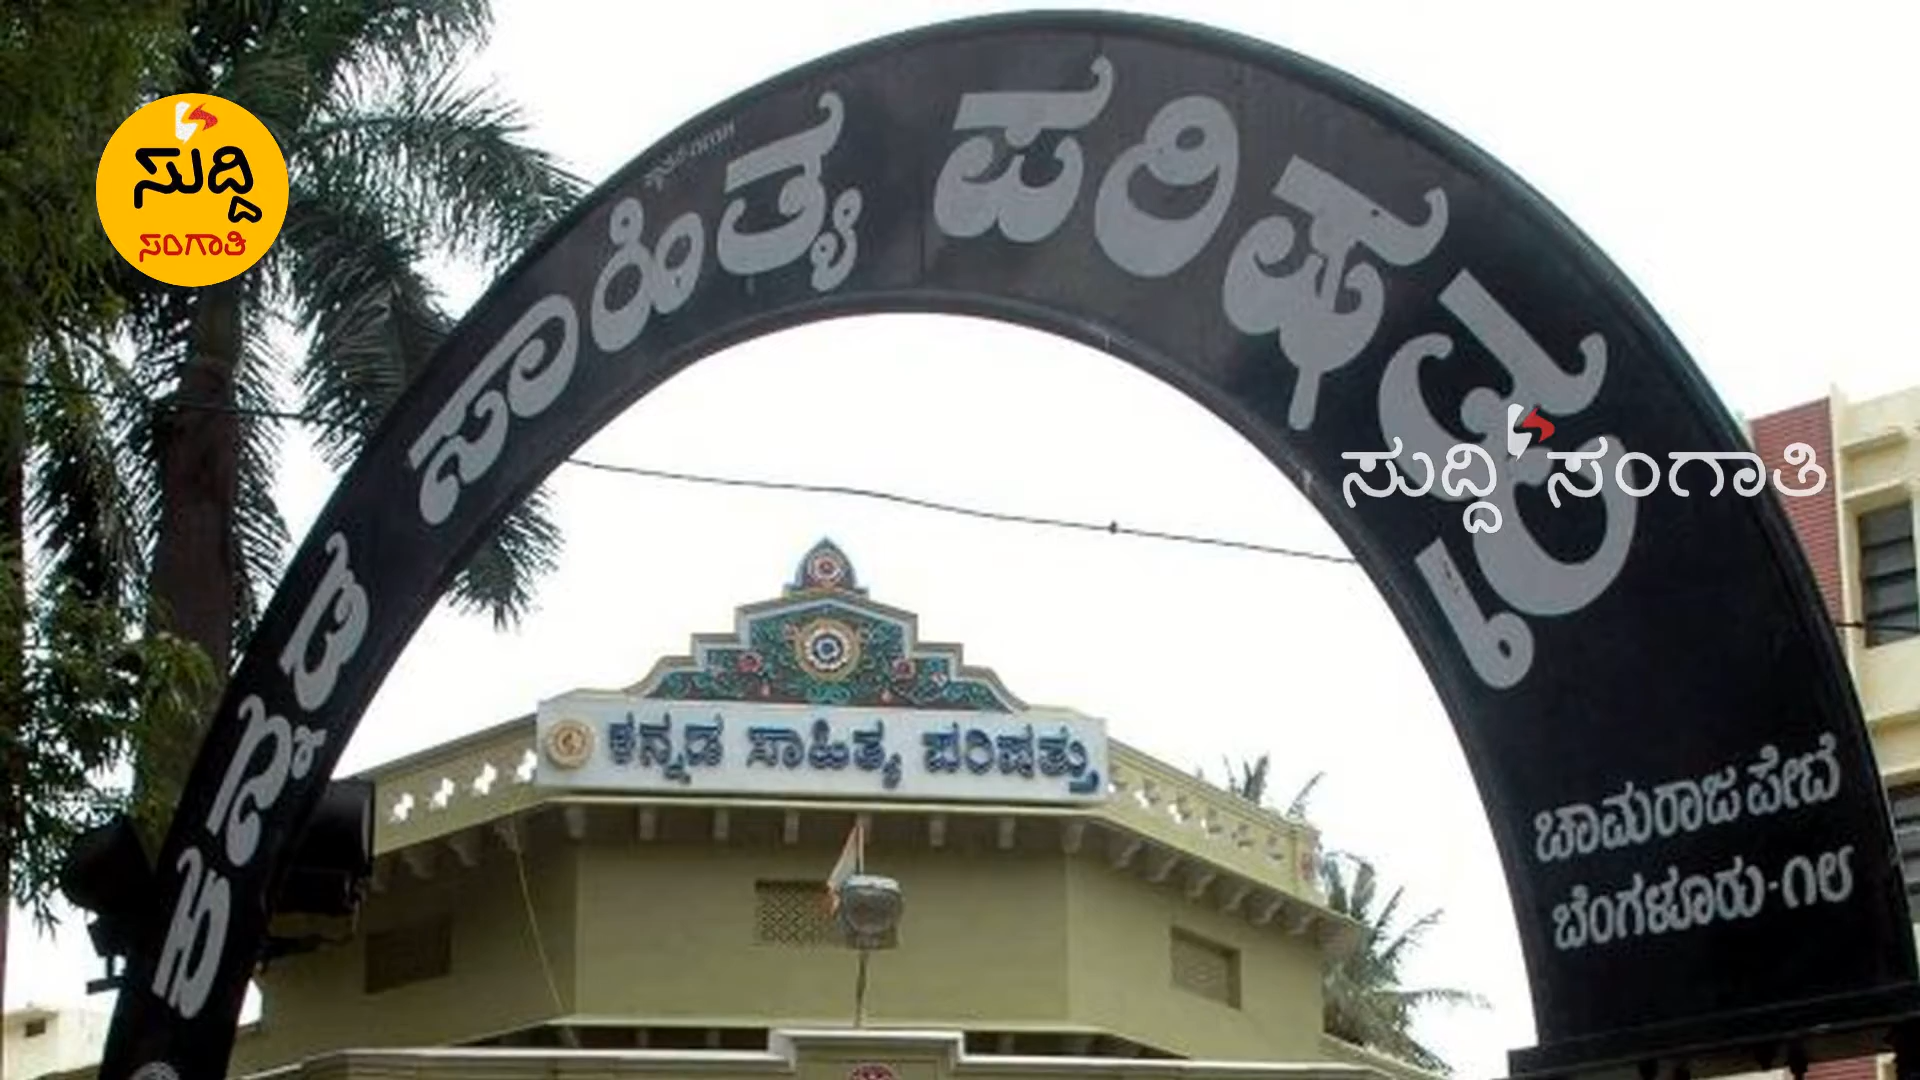 ಸುದ್ದಿ
ಸಂಗಾತಿ
ಕನ್ನಡ ಸಾಹಿತ್ಯ ಪರಿಷತ್ತು
ಸುದ್ದಿ ಸಂಗಾತಿ
ಕನ್ನಡ ಸಾಹಿತ್ಯ ಪರಿಷತ್ತು
ಚಾಮರಾಜಪೇಟೆ
ಬೆಂಗಳೂರು-೧೮